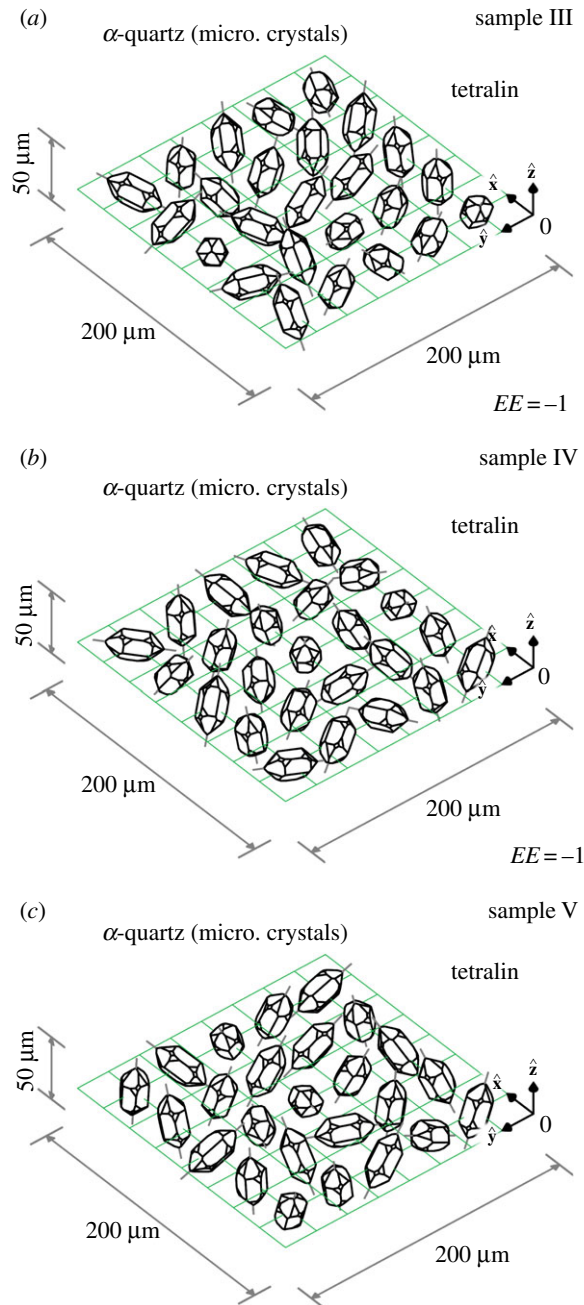 (a) sample III
α-quartz (micro. crystals)
tetralin
50 µm
x̂ ẑ
ŷ 0
200 µm 200 µm
EE = –1
(b) sample IV
α-quartz (micro. crystals)
tetralin
50 µm
x̂ ẑ
ŷ 0
200 µm 200 µm
EE = –1
(c) sample V
α-quartz (micro. crystals)
tetralin
50 µm
x̂ ẑ
ŷ 0
200 µm 200 µm